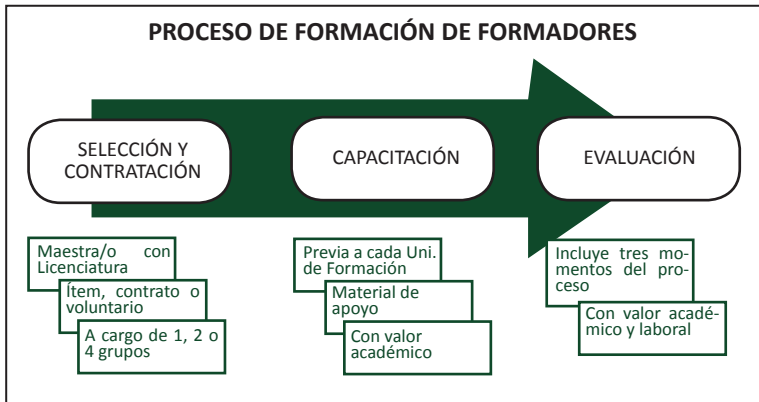 PROCESO DE FORMACIÓN DE FORMADORES
SELECCIÓN Y
CONTRATACIÓN
CAPACITACIÓN
EVALUACIÓN
Maestra/o con
Licenciatura
Ítem, contrato o
voluntario
A cargo de 1, 2 o
4 grupos
Previa a cada Uni.
de Formación
Material de
apoyo
Con valor
académico
Incluye tres mo-
mentos del pro-
ceso
Con valor acadé-
mico y laboral